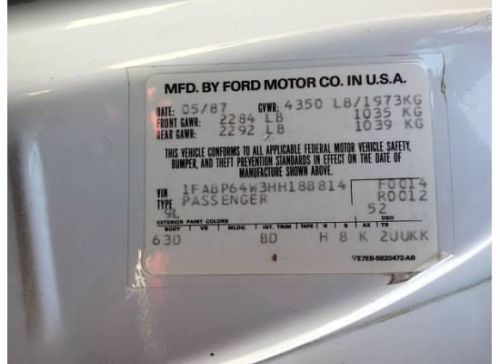 MFD. BY FORD MOTOR CO. IN U.S.A.
DATE: 05/87 GVWR: 4350 LB/1973KG
FRONT GAWR: 2284 LB 1035 KG
REAR GAWR: 2292 LB 1039 KG
THIS VEHICLE CONFORMS TO ALL APPLICABLE FEDERAL MOTOR VEHICLE SAFETY,
BUMPER, AND THEFT PREVENTION STANDARDS IN EFFECT ON THE DATE OF
MANUFACTURE SHOWN ABOVE.
VIN 1FABP64W3HH188814 F0014
TYPE PASSENGER R0012
9L 52
EXTERIOR PAINT COLORS DSO
BODY VR MLDG. INT. TRIM TAPE R S AX TR
63D BD H 8 K 2UUKK
E7EB-5520472-AB